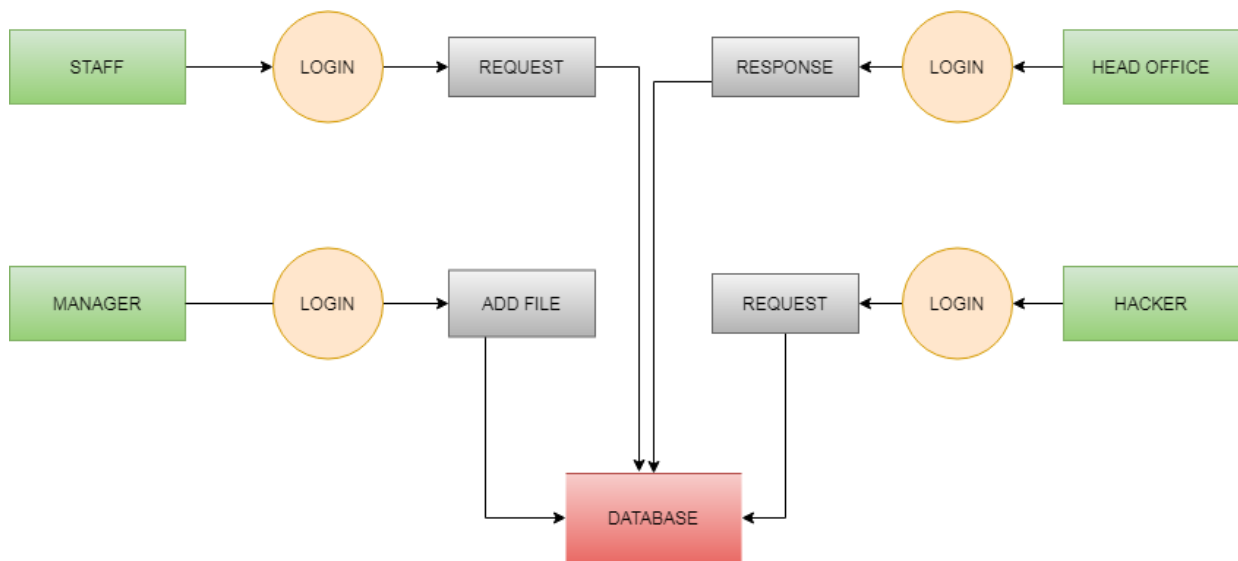 STAFF
LOGIN
REQUEST
RESPONSE
LOGIN
HEAD OFFICE
MANAGER
LOGIN
ADD FILE
REQUEST
LOGIN
HACKER
DATABASE